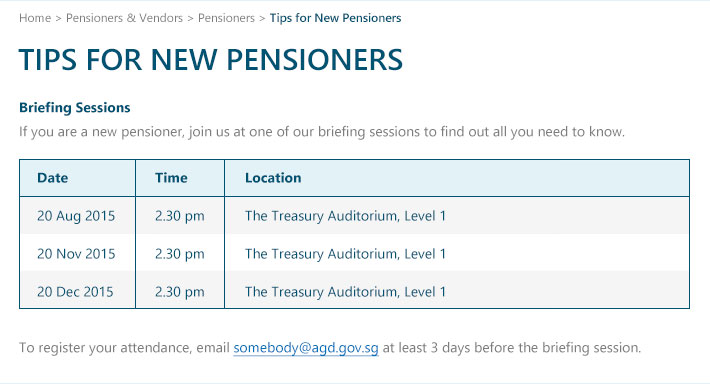 Home > Pensioners & Vendors > Pensioners > Tips for New Pensioners
TIPS FOR NEW PENSIONERS
Briefing Sessions
If you are a new pensioner, join us at one of our briefing sessions to find out all you need to know.
Date Time Location
20 Aug 2015 2.30 pm The Treasury Auditorium, Level 1
20 Nov 2015 2.30 pm The Treasury Auditorium, Level 1
20 Dec 2015 2.30 pm The Treasury Auditorium, Level 1
To register your attendance, email somebody@agd.gov.sg at least 3 days before the briefing session.